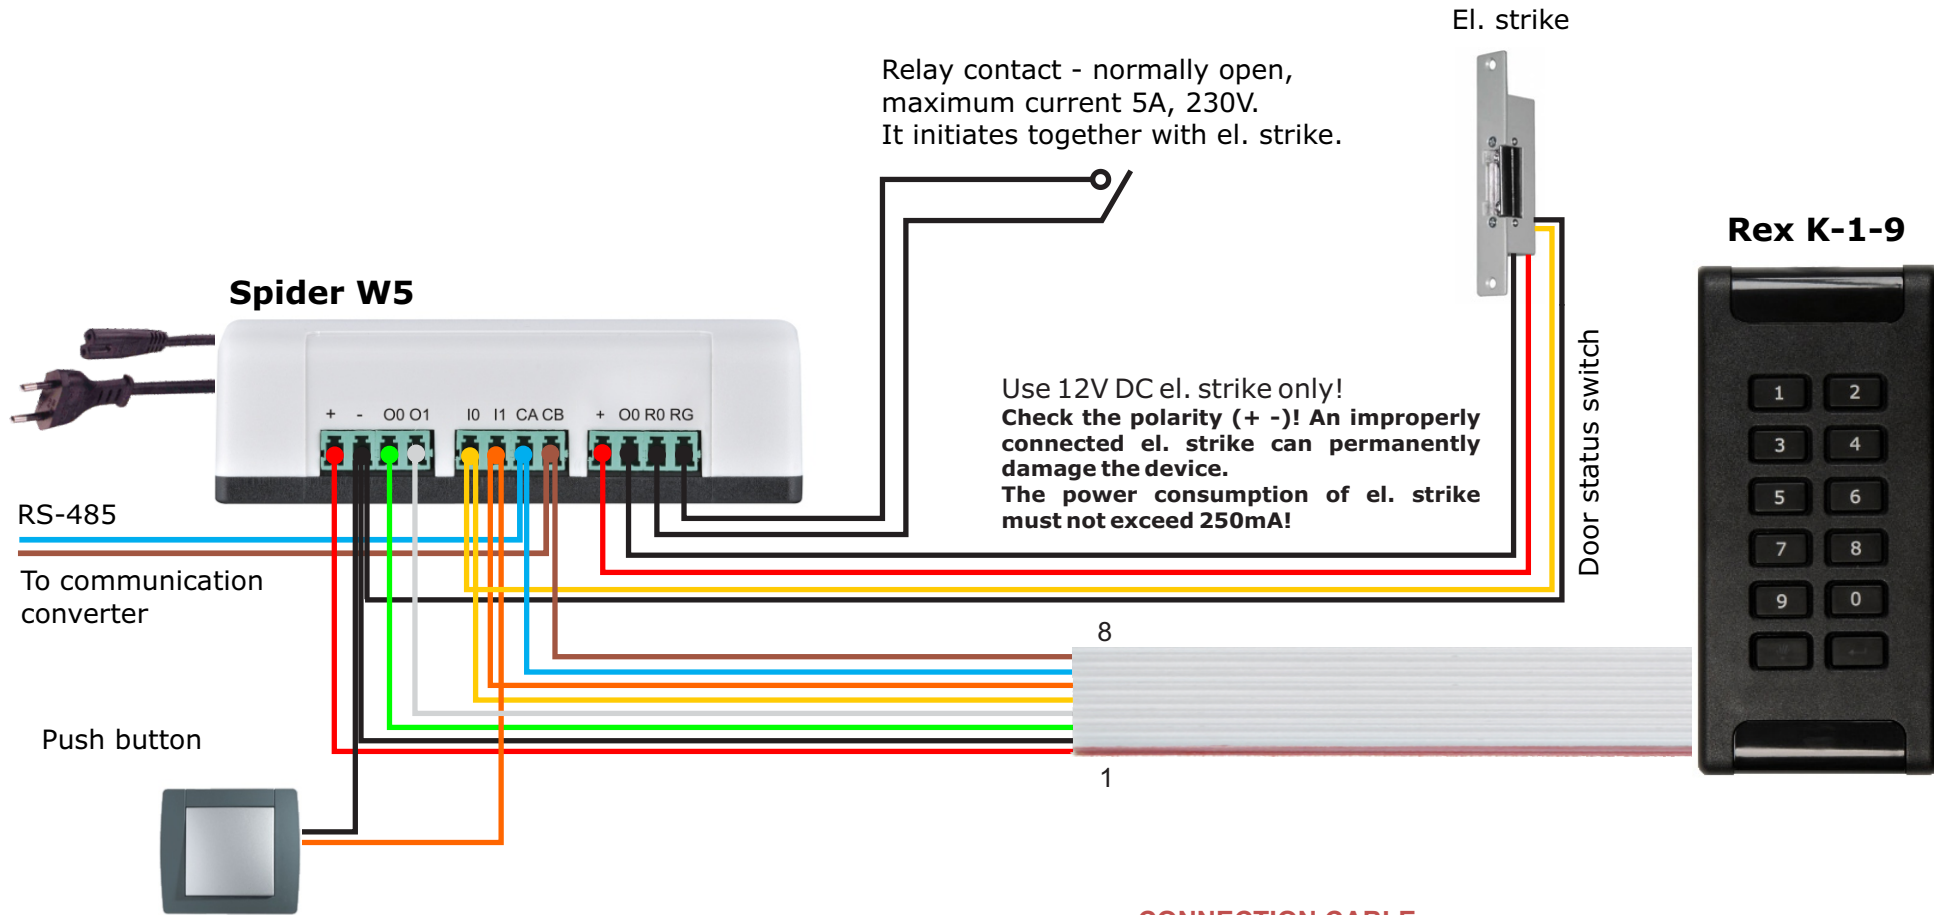 El. strike
Relay contact - normally open,
maximum current 5A, 230V.
It initiates together with el. strike.
Rex K-1-9
Spider W5
+ - O0 O1 I0 I1 CA CB + O0 R0 RG
Use 12V DC el. strike only!
Check the polarity (+ -)! An improperly
connected el. strike can permanently
damage the device.
The power consumption of el. strike
must not exceed 250mA!
Door status switch
1 2
3 4
5 6
7 8
9 0
RS-485
To communication
converter
8
Push button
1
CONNECTION CABLE